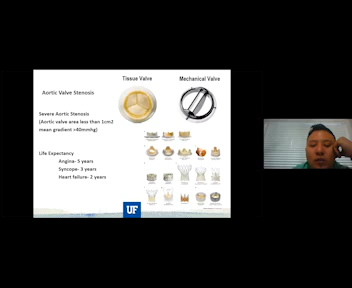 Tissue Valve
Mechanical Valve
Aortic Valve Stenosis
Severe Aortic Stenosis
(Aortic valve area less than 1cm2
mean gradient >40mmhg)
Life Expectancy
Angina- 5 years
Syncope- 3 years
Heart failure- 2 years
UF